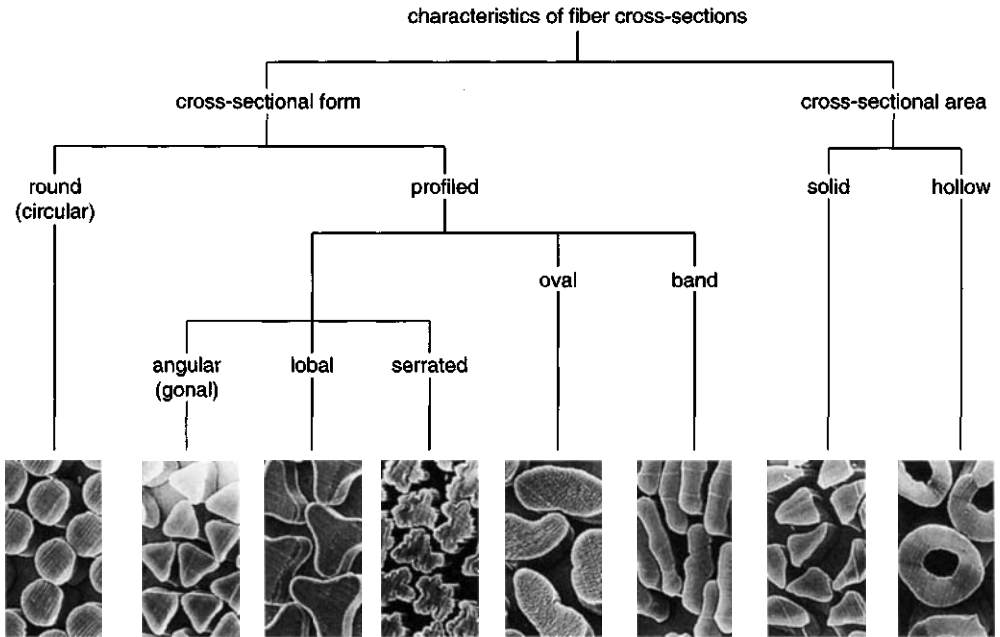 characteristics of fiber cross-sections
cross-sectional form
cross-sectional area
round
(circular)
profiled
solid
hollow
oval
band
angular
(gonal)
lobal
serrated